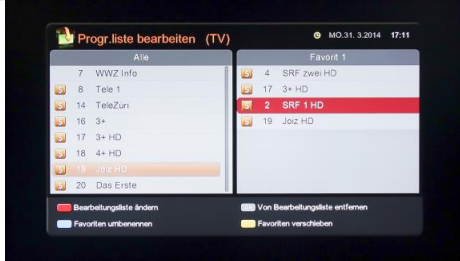 Progr.liste bearbeiten (TV) MO.31. 3.2014 17:11
Alle
7 WWZ Info
S 8 Tele 1
S 14 TeleZüri
S 16 3+
S 17 3+ HD
S 18 4+ HD
S 19 Joiz HD
S 20 Das Erste
Favorit 1
S 4 SRF zwei HD
S 17 3+ HD
S 2 SRF 1 HD
S 19 Joiz HD
Bearbeitungsliste ändern
OK Von Bearbeitungsliste entfernen
Favoriten umbenennen
Favoriten verschieben